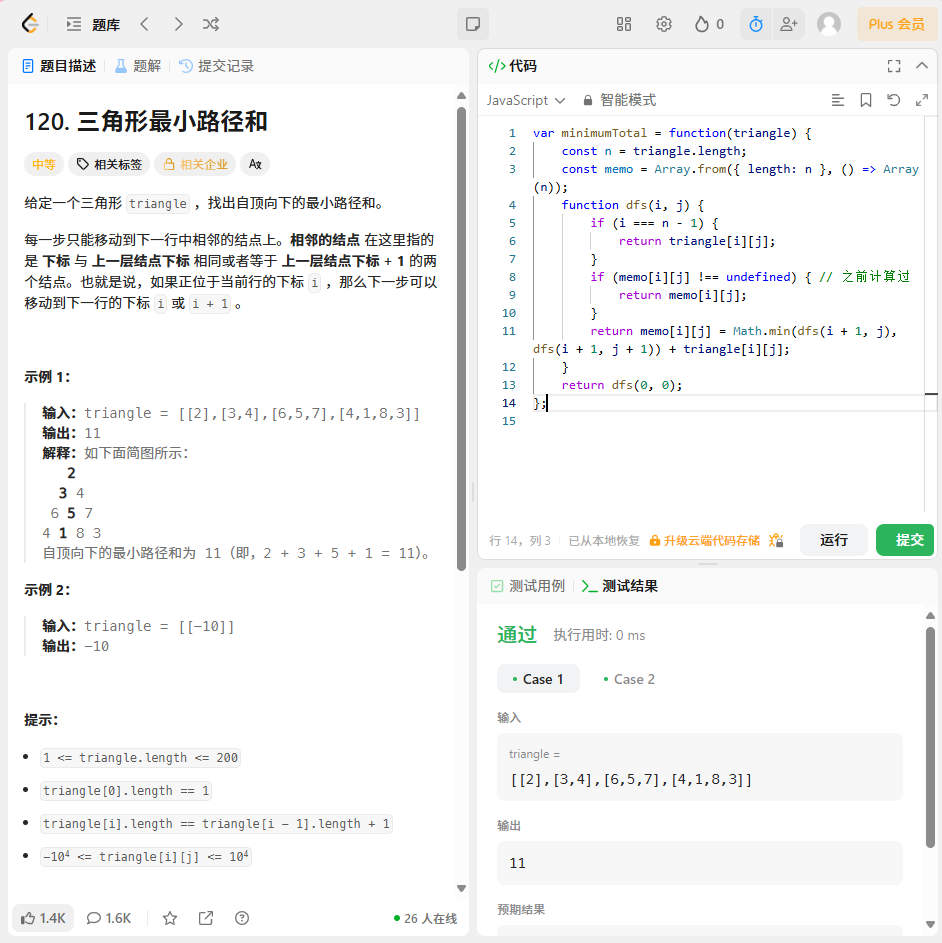 题库
0
Plus 会员
题目描述
题解
提交记录
120. 三角形最小路径和
中等
相关标签
相关企业
给定一个三角形 triangle ，找出自顶向下的最小路径和。
每一步只能移动到下一行中相邻的结点上。相邻的结点 在这里指的
是 下标 与 上一层结点下标 相同或者等于 上一层结点下标 + 1 的两
个结点。也就是说，如果正位于当前行的下标 i ，那么下一步可以
移动到下一行的下标 i 或 i + 1 。
示例 1：
输入：triangle = [[2],[3,4],[6,5,7],[4,1,8,3]]
输出：11
解释：如下面简图所示：
2
3 4
6 5 7
4 1 8 3
自顶向下的最小路径和为 11（即，2 + 3 + 5 + 1 = 11）。
示例 2：
输入：triangle = [[-10]]
输出：-10
提示：
1 <= triangle.length <= 200
triangle[0].length == 1
triangle[i].length == triangle[i - 1].length + 1
-10⁴ <= triangle[i][j] <= 10⁴
1.4K
1.6K
26 人在线
</> 代码
JavaScript
智能模式
1 var minimumTotal = function(triangle) {
2 const n = triangle.length;
3 const memo = Array.from({ length: n }, () => Array
(n));
4 function dfs(i, j) {
5 if (i === n - 1) {
6 return triangle[i][j];
7 }
8 if (memo[i][j] !== undefined) { // 之前计算过
9 return memo[i][j];
10 }
11 return memo[i][j] = Math.min(dfs(i + 1, j),
dfs(i + 1, j + 1)) + triangle[i][j];
12 }
13 return dfs(0, 0);
14 };
15
行 14，列 3
已从本地恢复
升级云端代码存储
运行
提交
测试用例
测试结果
通过
执行用时: 0 ms
Case 1
Case 2
输入
triangle =
[[2],[3,4],[6,5,7],[4,1,8,3]]
输出
11
预期结果